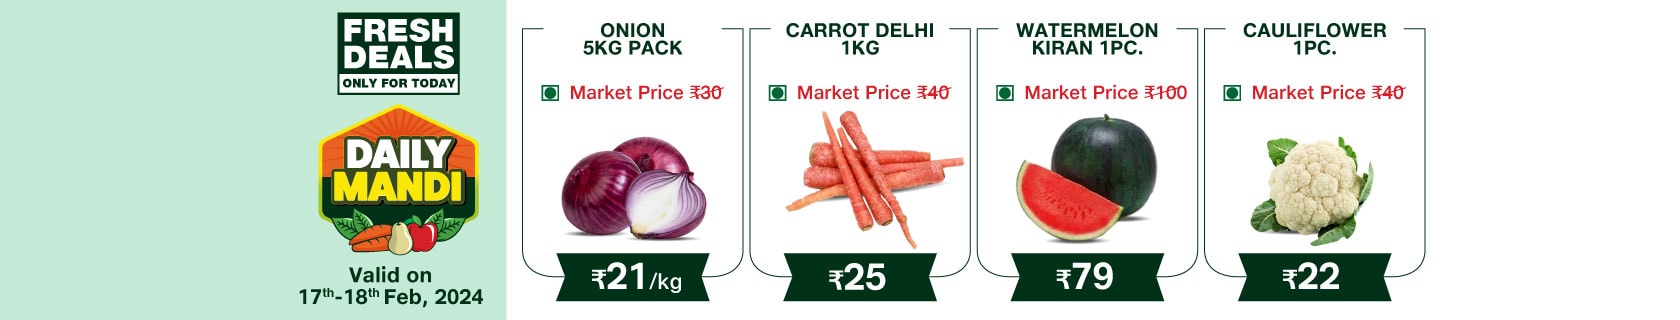 FRESH
DEALS
ONLY FOR TODAY
DAILY
MANDI
Valid on
17th-18th Feb, 2024
ONION
5KG PACK
Market Price ₹30
₹21/kg
CARROT DELHI
1KG
Market Price ₹40
₹25
WATERMELON
KIRAN 1PC.
Market Price ₹100
₹79
CAULIFLOWER
1PC.
Market Price ₹40
₹22